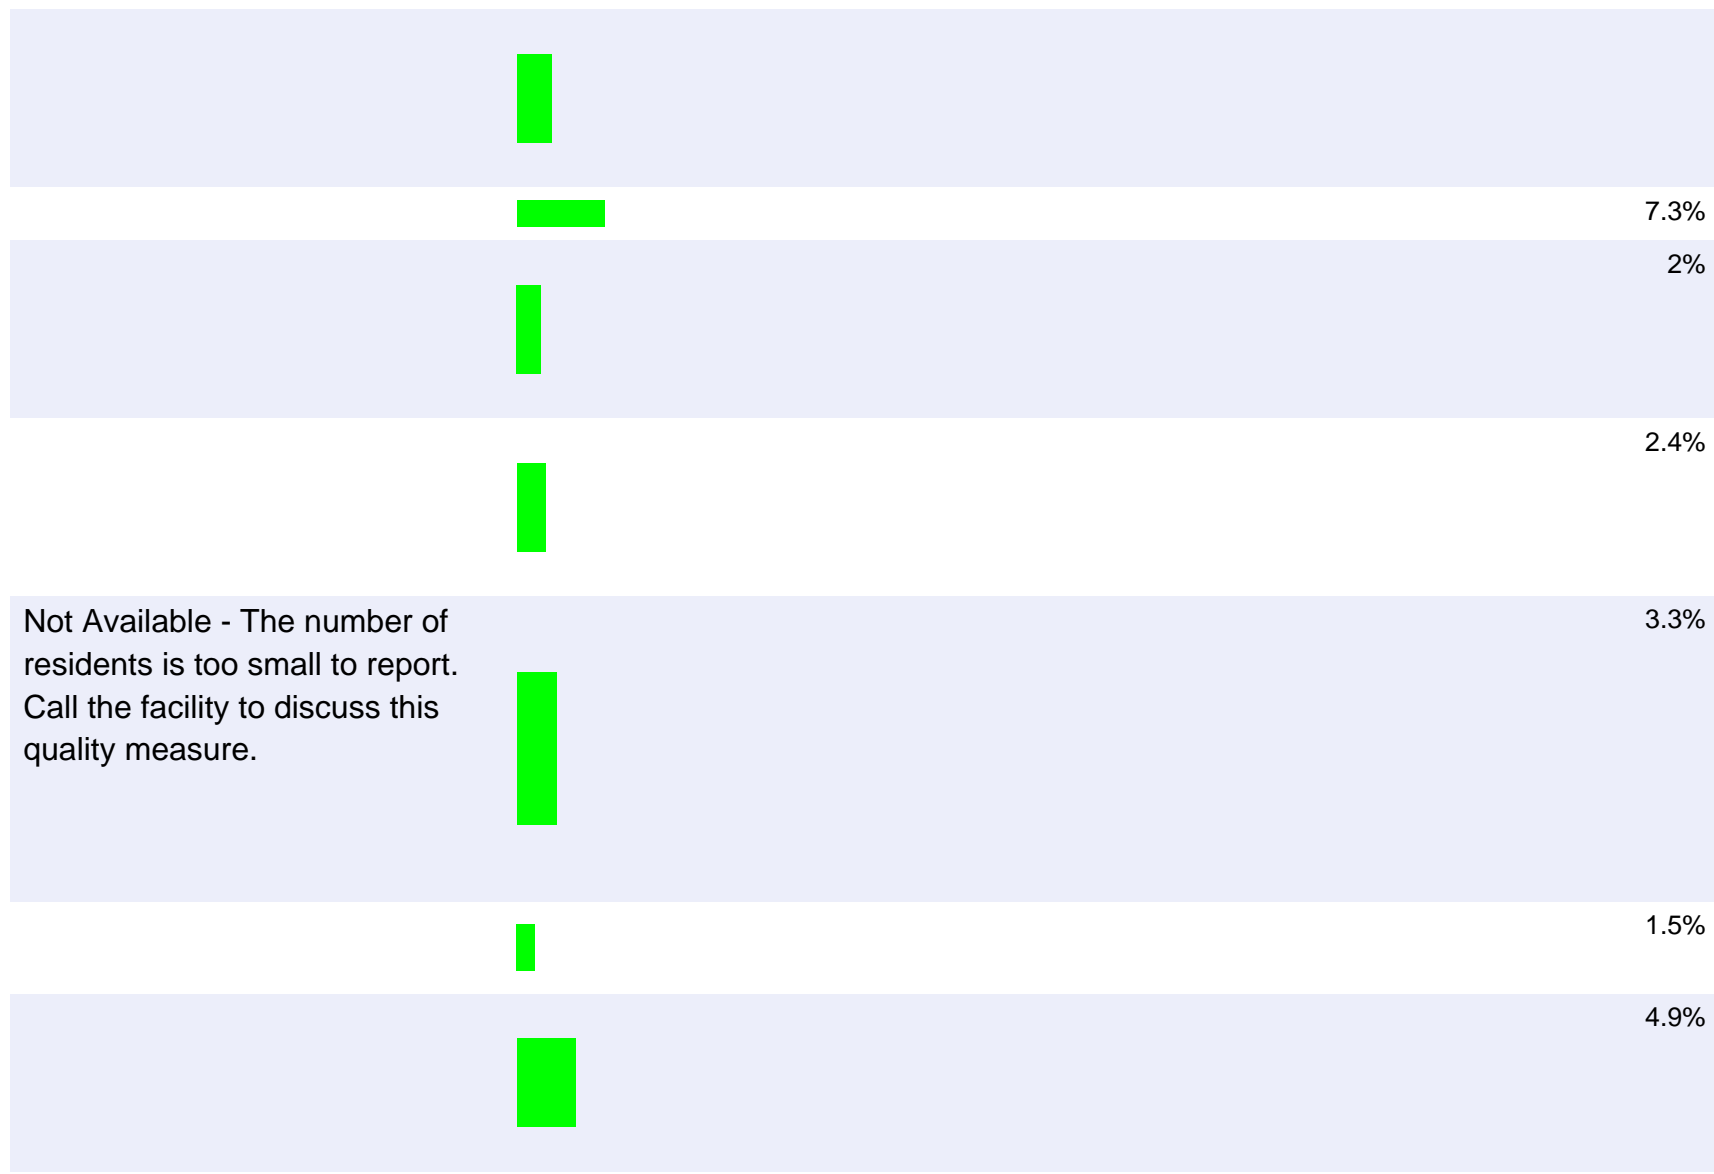 7.3%
2%
2.4%
Not Available - The number of
residents is too small to report.
Call the facility to discuss this
quality measure.
3.3%
1.5%
4.9%